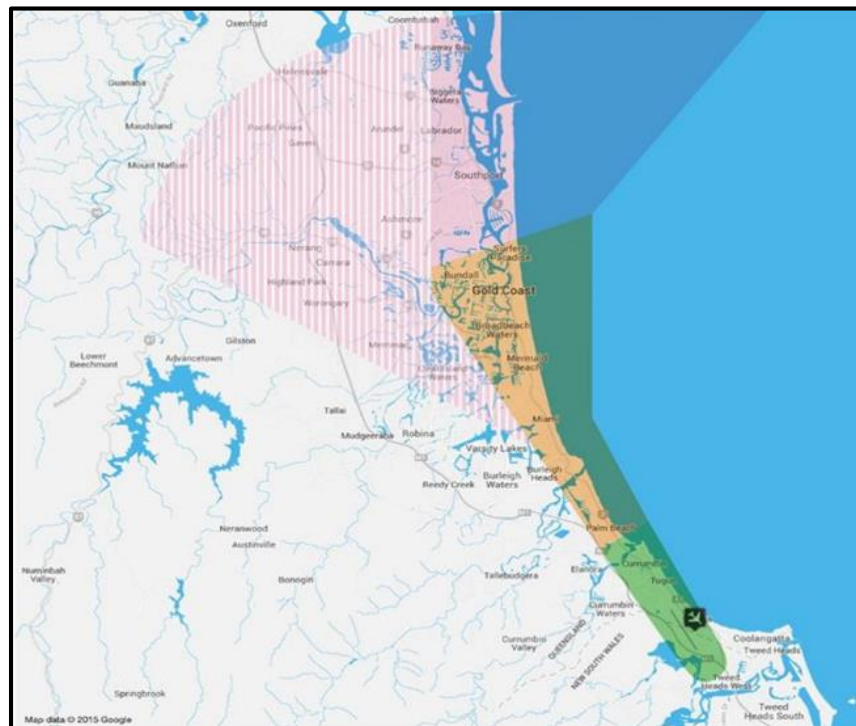 Coombabah
Oxenford
Runaway Bay
Helensvale
Guanaba
Biggera
Waters
Maudsland
Pacific Pines
Arundel
Labrador
Gaven
Mount Nathan
Southport
Ashmore
Nerang
Carrara
Surfers
Paradise
Bundall
Highland Park
Gold Coast
Worongary
Broadbeach
Waters
Gilston
Merrimac
Lower
Beechmont
Advancetown
Mermaid
Beach
Clear Island
Waters
Tallai
Miami
Mudgeeraba
Robina
Varsity Lakes
Burleigh
Heads
Burleigh
Waters
Reedy Creek
Neranwood
Palm Beach
Austinville
Numinbah
Valley
Bonogin
Tallebudgera
Elanora
Currumbin
Tugun
Currumbin
Waters
QUEENSLAND
NEW SOUTH WALES
Currumbin
Valley
Coolangatta
Tweed Heads
Tweed
Heads West
Springbrook
Tweed
Heads South
Map data © 2015 Google